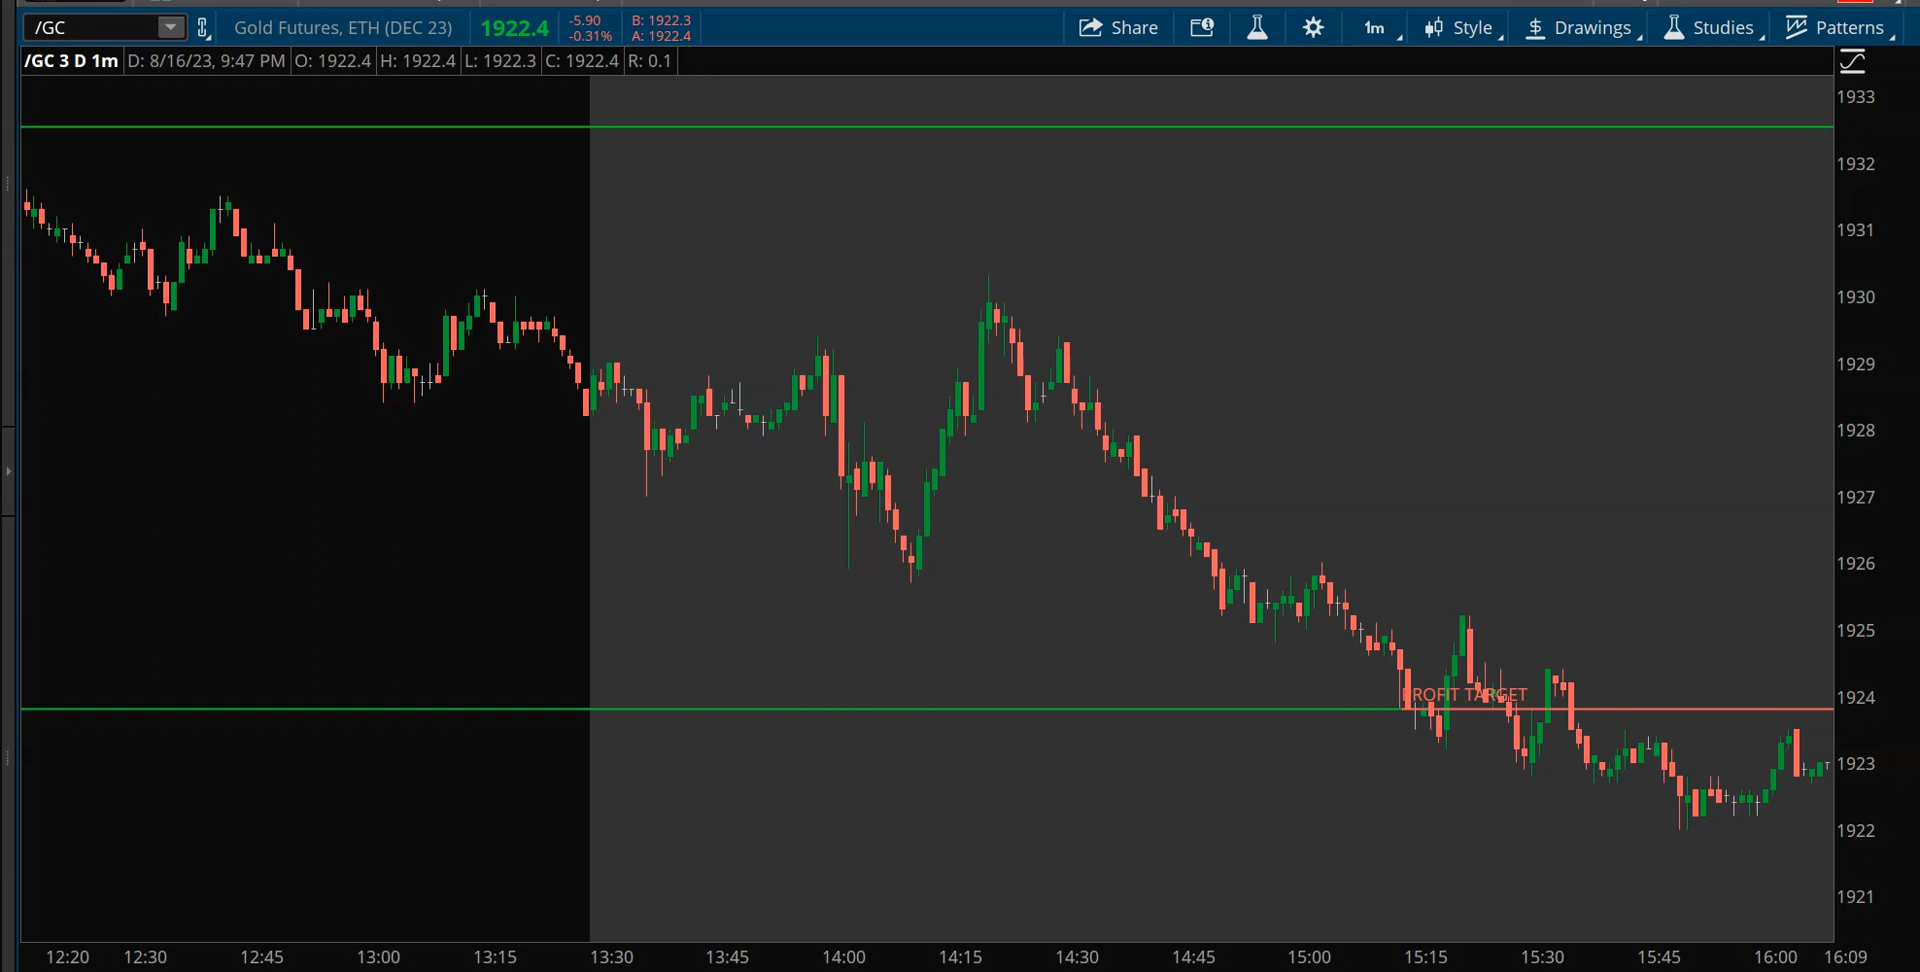 /GC
Gold Futures, ETH (DEC 23)
1922.4
-5.90
-0.31%
B: 1922.3
A: 1922.4
Share
1m
Style
Drawings
Studies
Patterns
/GC 3 D 1m
D: 8/16/23, 9:47 PM
O: 1922.4
H: 1922.4
L: 1922.3
C: 1922.4
R: 0.1
1933
1932
1931
1930
1929
1928
1927
1926
1925
PROFIT TARGET
1924
1923
1922
1921
12:20
12:30
12:45
13:00
13:15
13:30
13:45
14:00
14:15
14:30
14:45
15:00
15:15
15:30
15:45
16:00
16:09